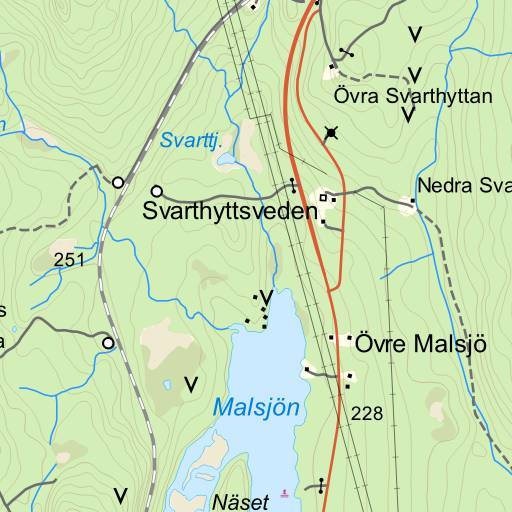 Övra Svarthyttan
Svarttj.
Nedra Sva
Svarthyttsveden
251
Övre Malsjö
Malsjön
228
Näset